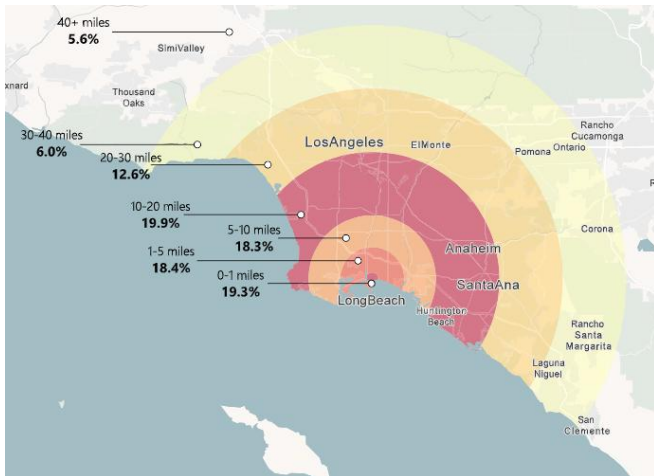 40+ miles
5.6%
SimiValley
Thousand
Oaks
30-40 miles
6.0%
20-30 miles
12.6%
LosAngeles
ElMonte
Pomona
Ontario
Rancho
Cucamonga
10-20 miles
19.9%
5-10 miles
18.3%
1-5 miles
18.4%
0-1 miles
19.3%
Anaheim
SantaAna
Corona
LongBeach
Huntington
Beach
Rancho
Santa
Margarita
Laguna
Niguel
San
Clemente
xnard